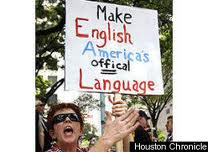 Make
English
America's
offical
Language
Houston Chronicle